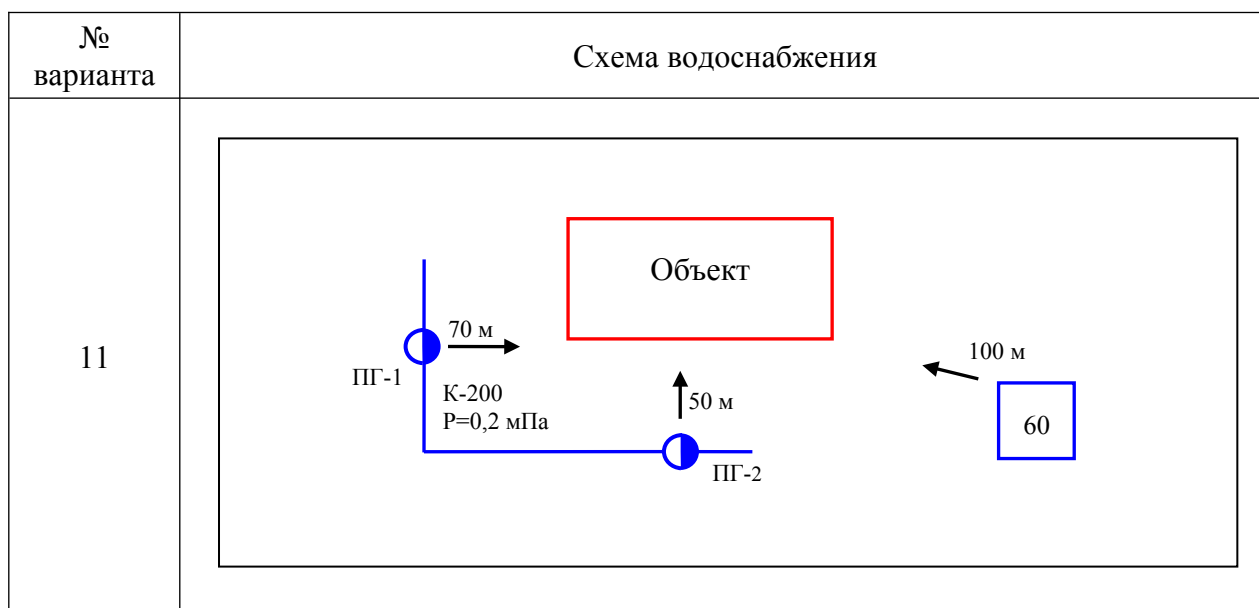 №
варианта
Схема водоснабжения
11
Объект
70 м
ПГ-1
К-200
Р=0,2 мПа
50 м
ПГ-2
100 м
60